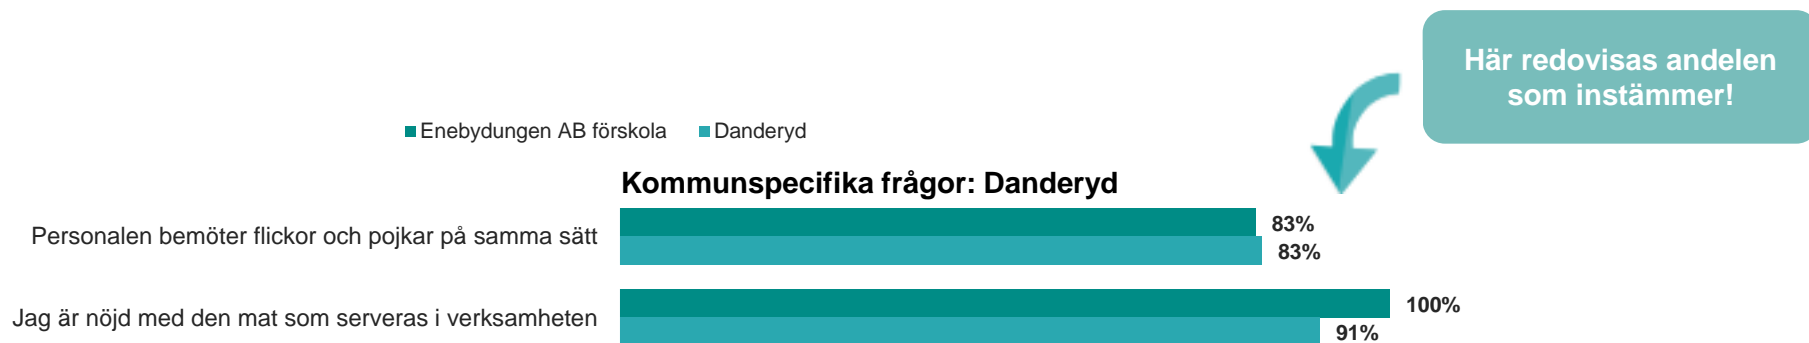 Här redovisas andelen
som instämmer!
Enebydungen AB förskola Danderyd
Kommunspecifika frågor: Danderyd
Personalen bemöter flickor och pojkar på samma sätt
83%
83%
Jag är nöjd med den mat som serveras i verksamheten
100%
91%